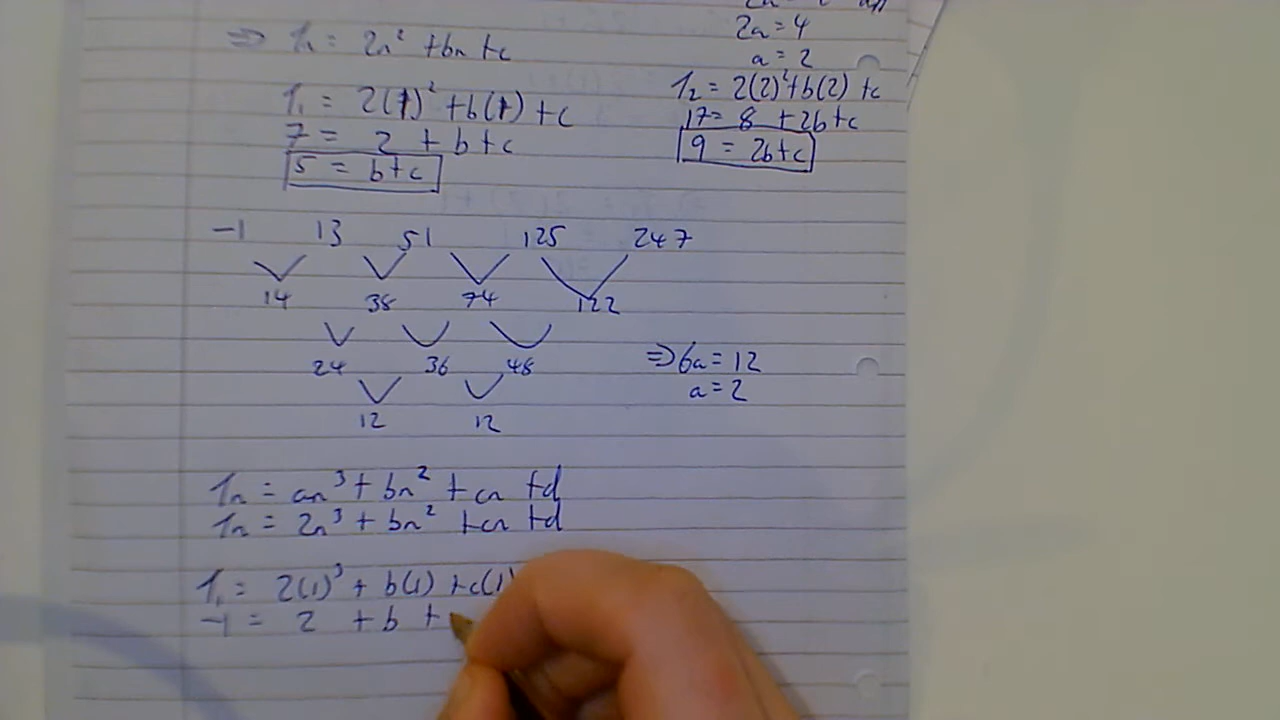 2a = 4
⇒ Tn = 2n² + bn + c
a = 2
T1 = 2(1)² + b(1) + c
T2 = 2(2)² + b(2) + c
7 = 2 + b + c
17 = 8 + 2b + c
5 = b + c
9 = 2b + c
-1 13 51 125 247
14 38 74 122
24 36 48
⇒ 6a = 12
a = 2
12 12
Tn = an³ + bn² + cn + d
Tn = 2n³ + bn² + cn + d
T1 = 2(1)³ + b(1) + c(1)
-1 = 2 + b +